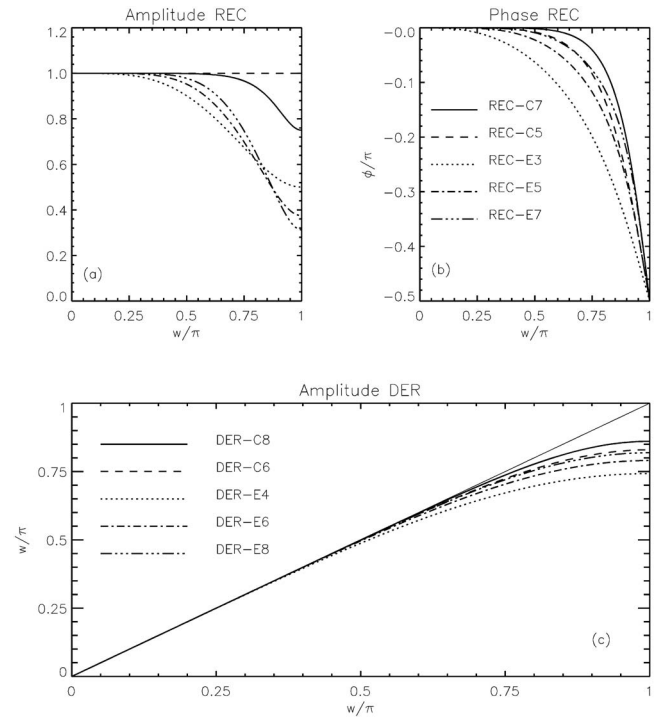 Amplitude REC
1.2
1.0
0.8
0.6
0.4
0.2
0.0
(a)
0 0.25 0.5 0.75 1
w/π
Phase REC
−0.0
−0.1
−0.2
−0.3
−0.4
−0.5
φ/π
REC−C7
REC−C5
REC−E3
REC−E5
REC−E7
(b)
0 0.25 0.5 0.75 1
w/π
Amplitude DER
1
0.75
0.5
0.25
0
w/π
DER−C8
DER−C6
DER−E4
DER−E6
DER−E8
(c)
0 0.25 0.5 0.75 1
w/π